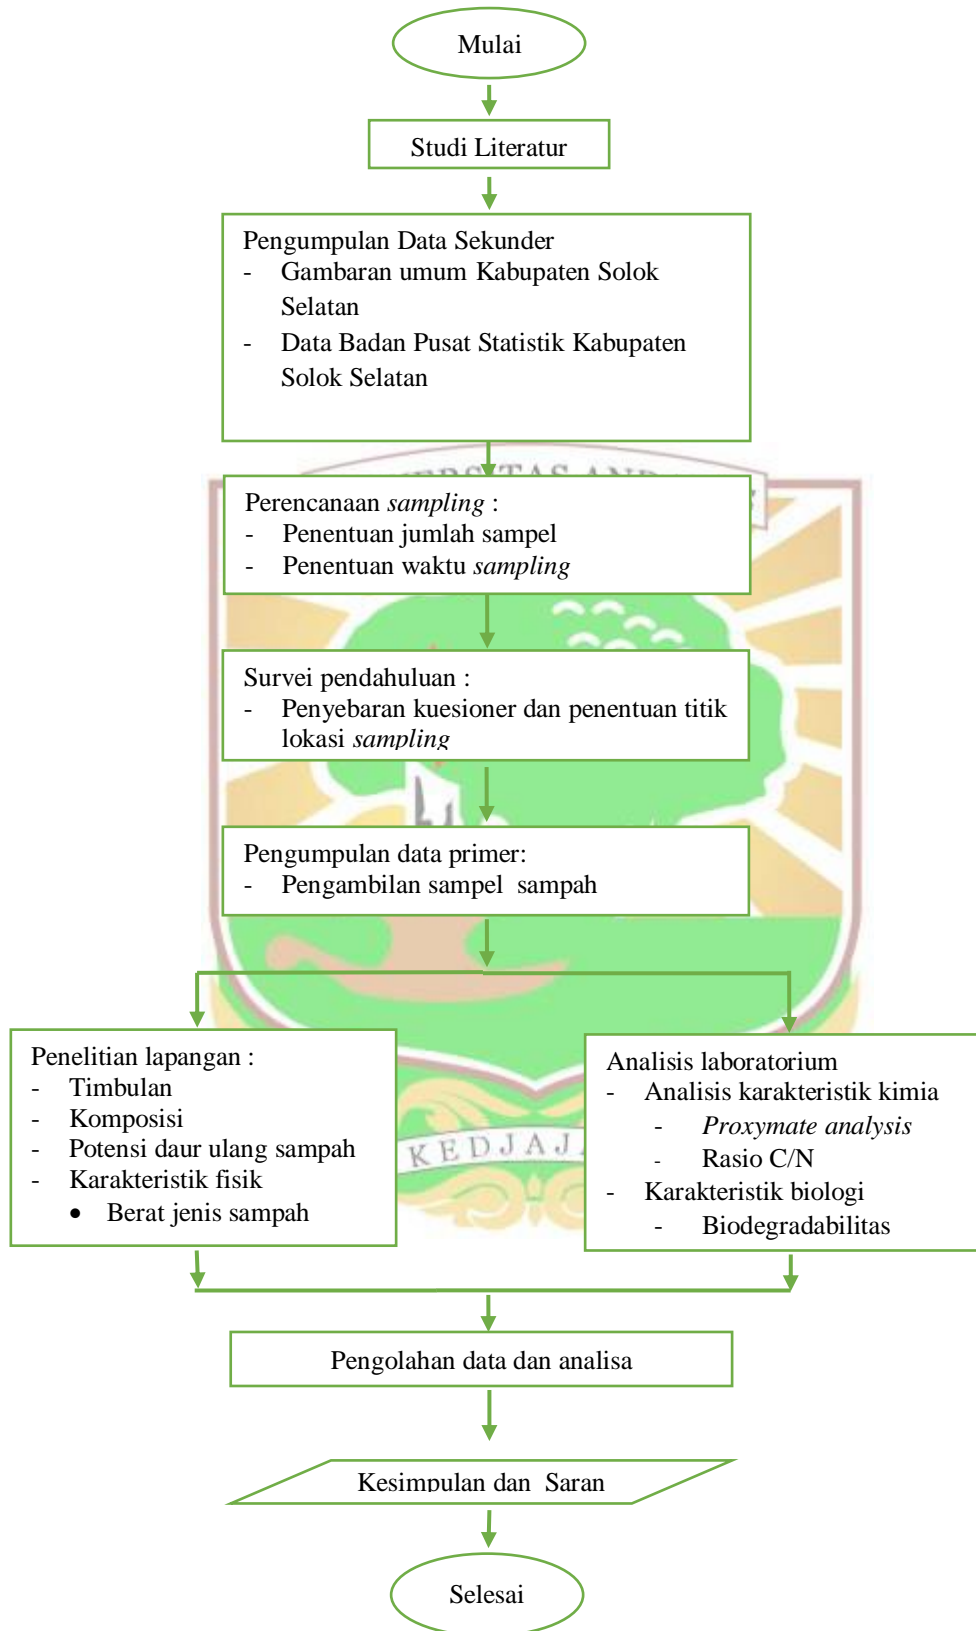 Mulai
Studi Literatur
Pengumpulan Data Sekunder
- Gambaran umum Kabupaten Solok
Selatan
- Data Badan Pusat Statistik Kabupaten
Solok Selatan
Perencanaan sampling :
- Penentuan jumlah sampel
- Penentuan waktu sampling
Survei pendahuluan :
- Penyebaran kuesioner dan penentuan titik
lokasi sampling
Pengumpulan data primer:
- Pengambilan sampel sampah
Penelitian lapangan :
- Timbulan
- Komposisi
- Potensi daur ulang sampah
- Karakteristik fisik
• Berat jenis sampah
Analisis laboratorium
- Analisis karakteristik kimia
- Proxymate analysis
- Rasio C/N
- Karakteristik biologi
- Biodegradabilitas
Pengolahan data dan analisa
Kesimpulan dan Saran
Selesai